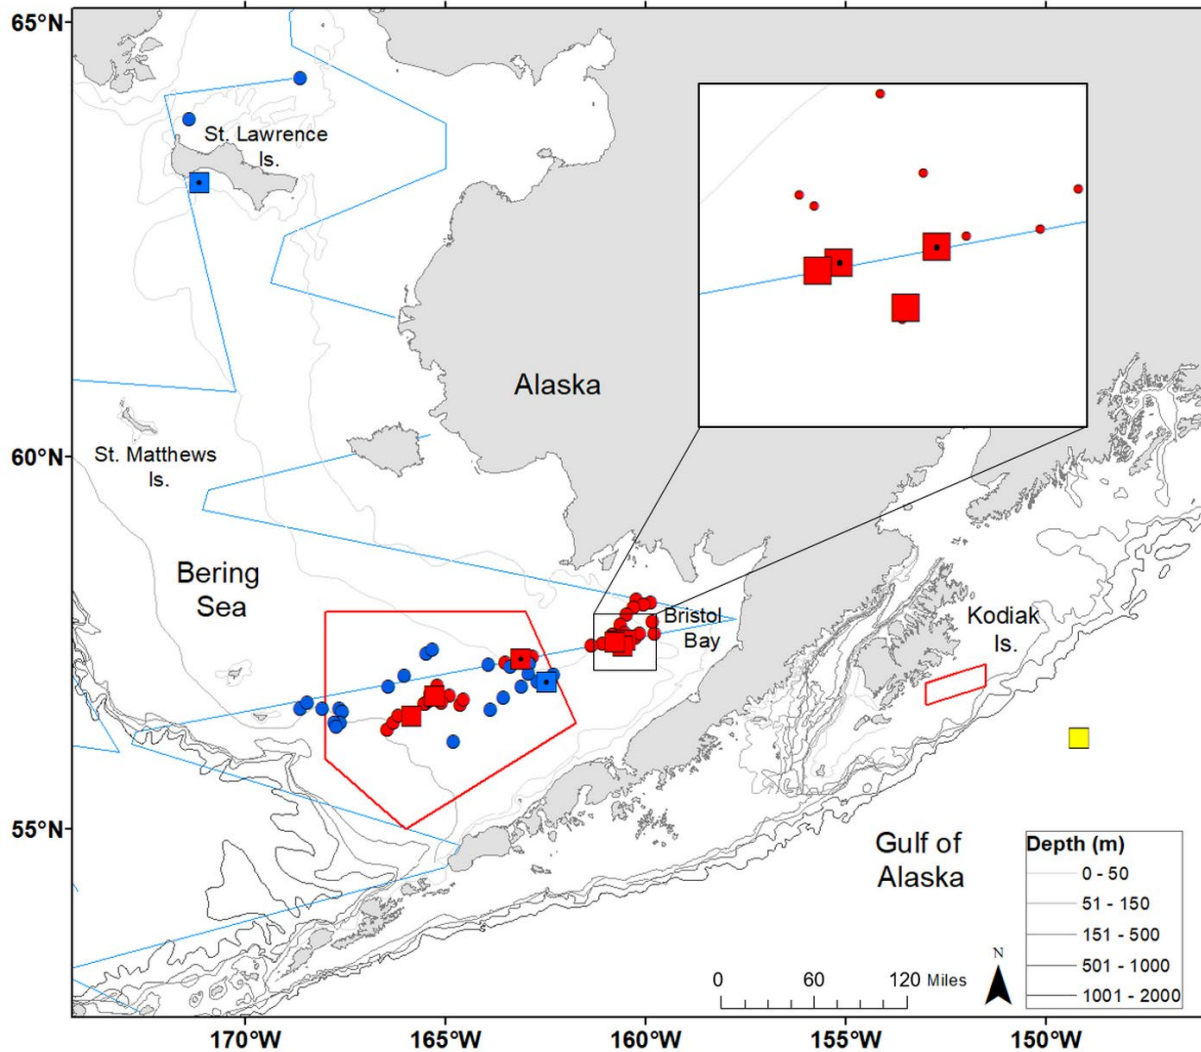 65°N
St. Lawrence
Is.
Alaska
60°N
St. Matthews
Is.
Bering
Sea
Bristol
Bay
Kodiak
Is.
55°N
Gulf of
Alaska
Depth (m)
0 - 50
51 - 150
151 - 500
501 - 1000
1001 - 2000
N
0 60 120 Miles
170°W 165°W 160°W 155°W 150°W